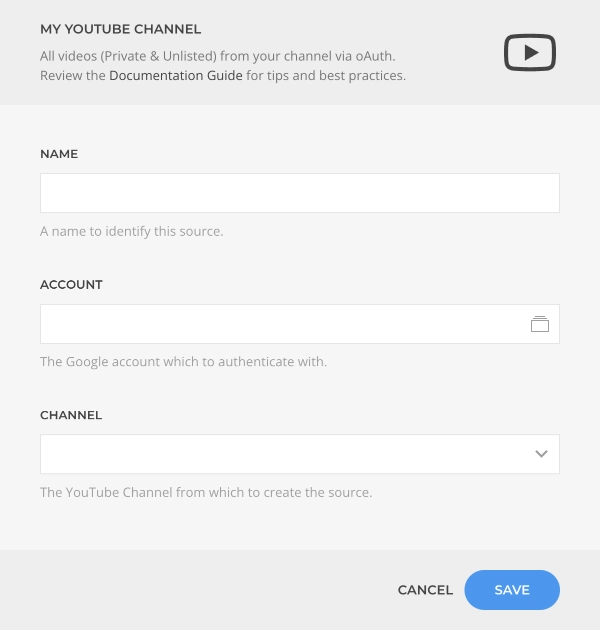 MY YOUTUBE CHANNEL
All videos (Private & Unlisted) from your channel via oAuth.
Review the Documentation Guide for tips and best practices.
NAME
A name to identify this source.
ACCOUNT
The Google account which to authenticate with.
CHANNEL
The YouTube Channel from which to create the source.
CANCEL SAVE